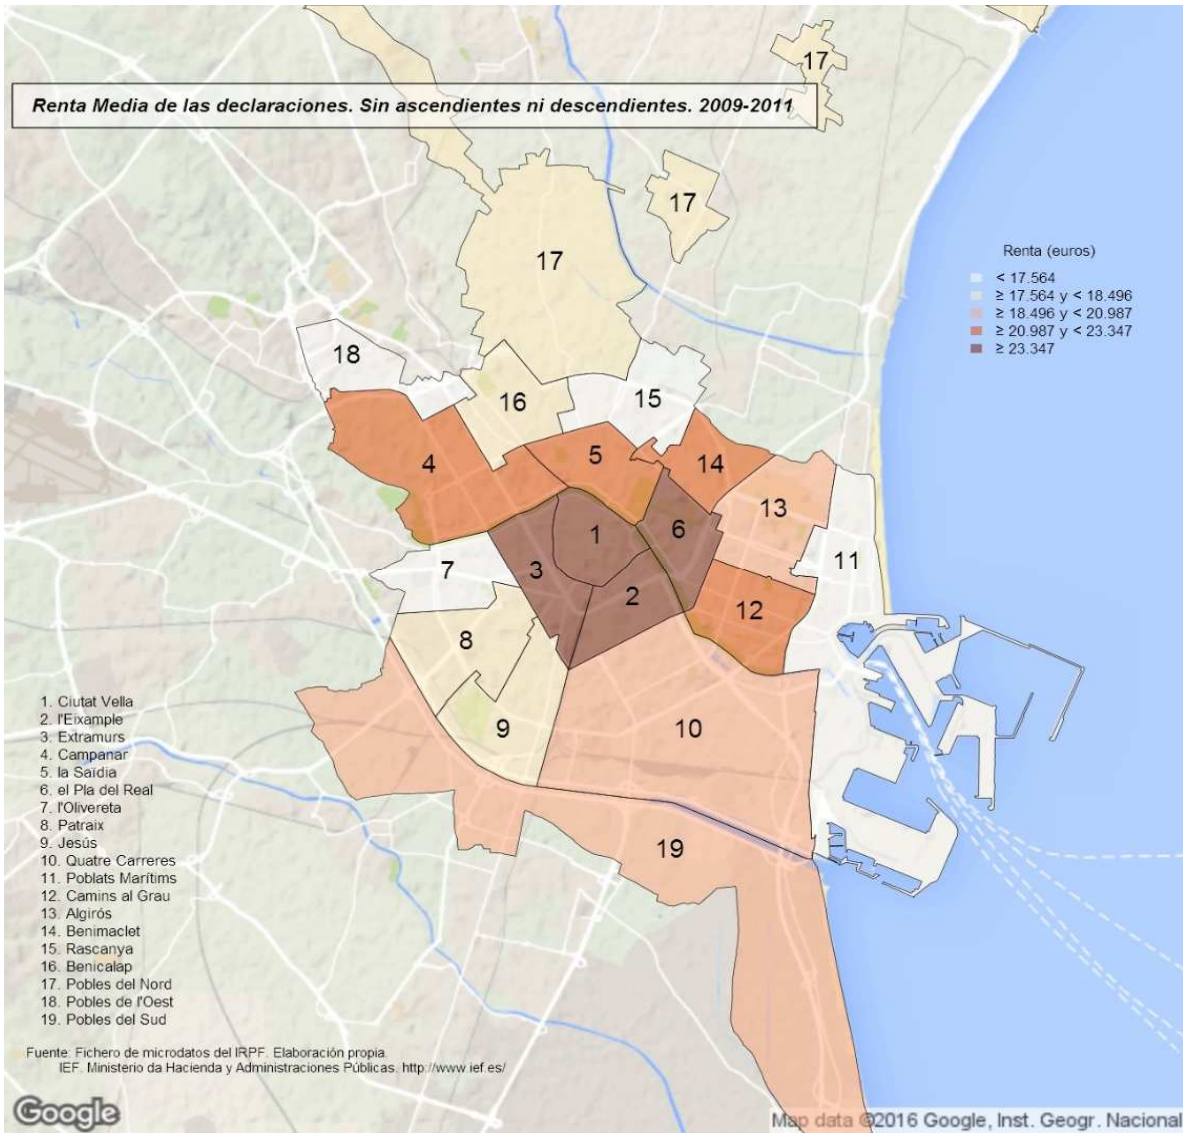 17
Renta Media de las declaraciones. Sin ascendientes ni descendientes. 2009-2011
17
17
Renta (euros)
< 17.564
≥ 17.564 y < 18.496
≥ 18.496 y < 20.987
≥ 20.987 y < 23.347
≥ 23.347
18
16
15
4
5
14
13
1
6
11
7
3
2
12
8
9
10
19
1. Ciutat Vella
2. l'Eixample
3. Extramurs
4. Campanar
5. la Saïdia
6. el Pla del Real
7. l'Olivereta
8. Patraix
9. Jesús
10. Quatre Carreres
11. Poblats Marítims
12. Camins al Grau
13. Algirós
14. Benimaclet
15. Rascanya
16. Benicalap
17. Pobles del Nord
18. Pobles de l'Oest
19. Pobles del Sud
Fuente: Fichero de microdatos del IRPF. Elaboración propia.
IEF. Ministerio da Hacienda y Administraciones Públicas. http://www.ief.es/
Google
Map data ©2016 Google, Inst. Geogr. Nacional